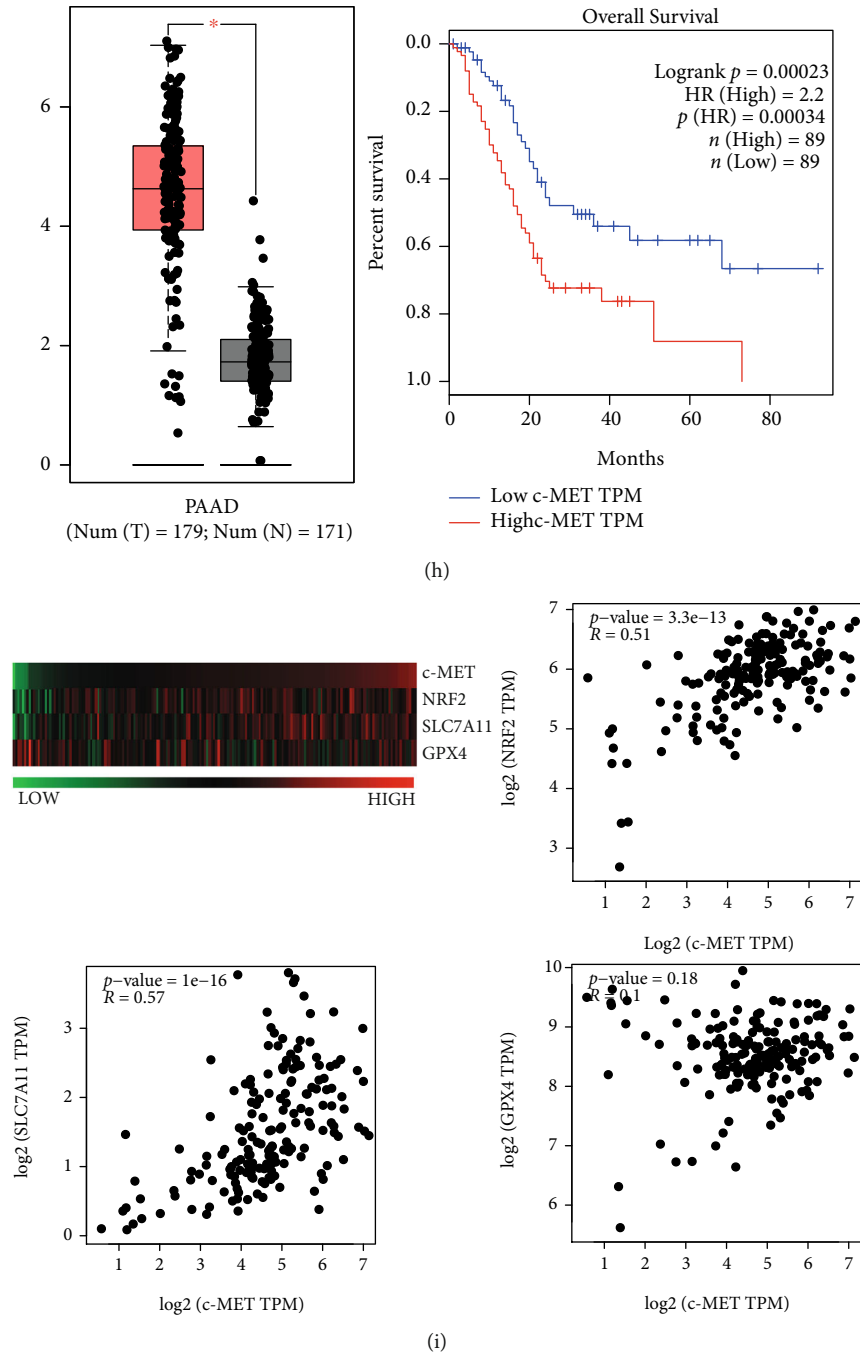 *
6
4
2
0
PAAD
(Num (T) = 179; Num (N) = 171)
Overall Survival
Logrank p = 0.00023
HR (High) = 2.2
p (HR) = 0.00034
n (High) = 89
n (Low) = 89
Percent survival
0.0
0.2
0.4
0.6
0.8
1.0
0 20 40 60 80
Months
Low c-MET TPM
Highc-MET TPM
(h)
c-MET
NRF2
SLC7A11
GPX4
LOW HIGH
p-value = 3.3e-13
R = 0.51
log2 (NRF2 TPM)
7
6
5
4
3
1 2 3 4 5 6 7
Log2 (c-MET TPM)
p-value = 1e-16
R = 0.57
log2 (SLC7A11 TPM)
3
2
1
0
1 2 3 4 5 6 7
log2 (c-MET TPM)
p-value = 0.18
R = 0.1
log2 (GPX4 TPM)
10
9
8
7
6
1 2 3 4 5 6 7
log2 (c-MET TPM)
(i)